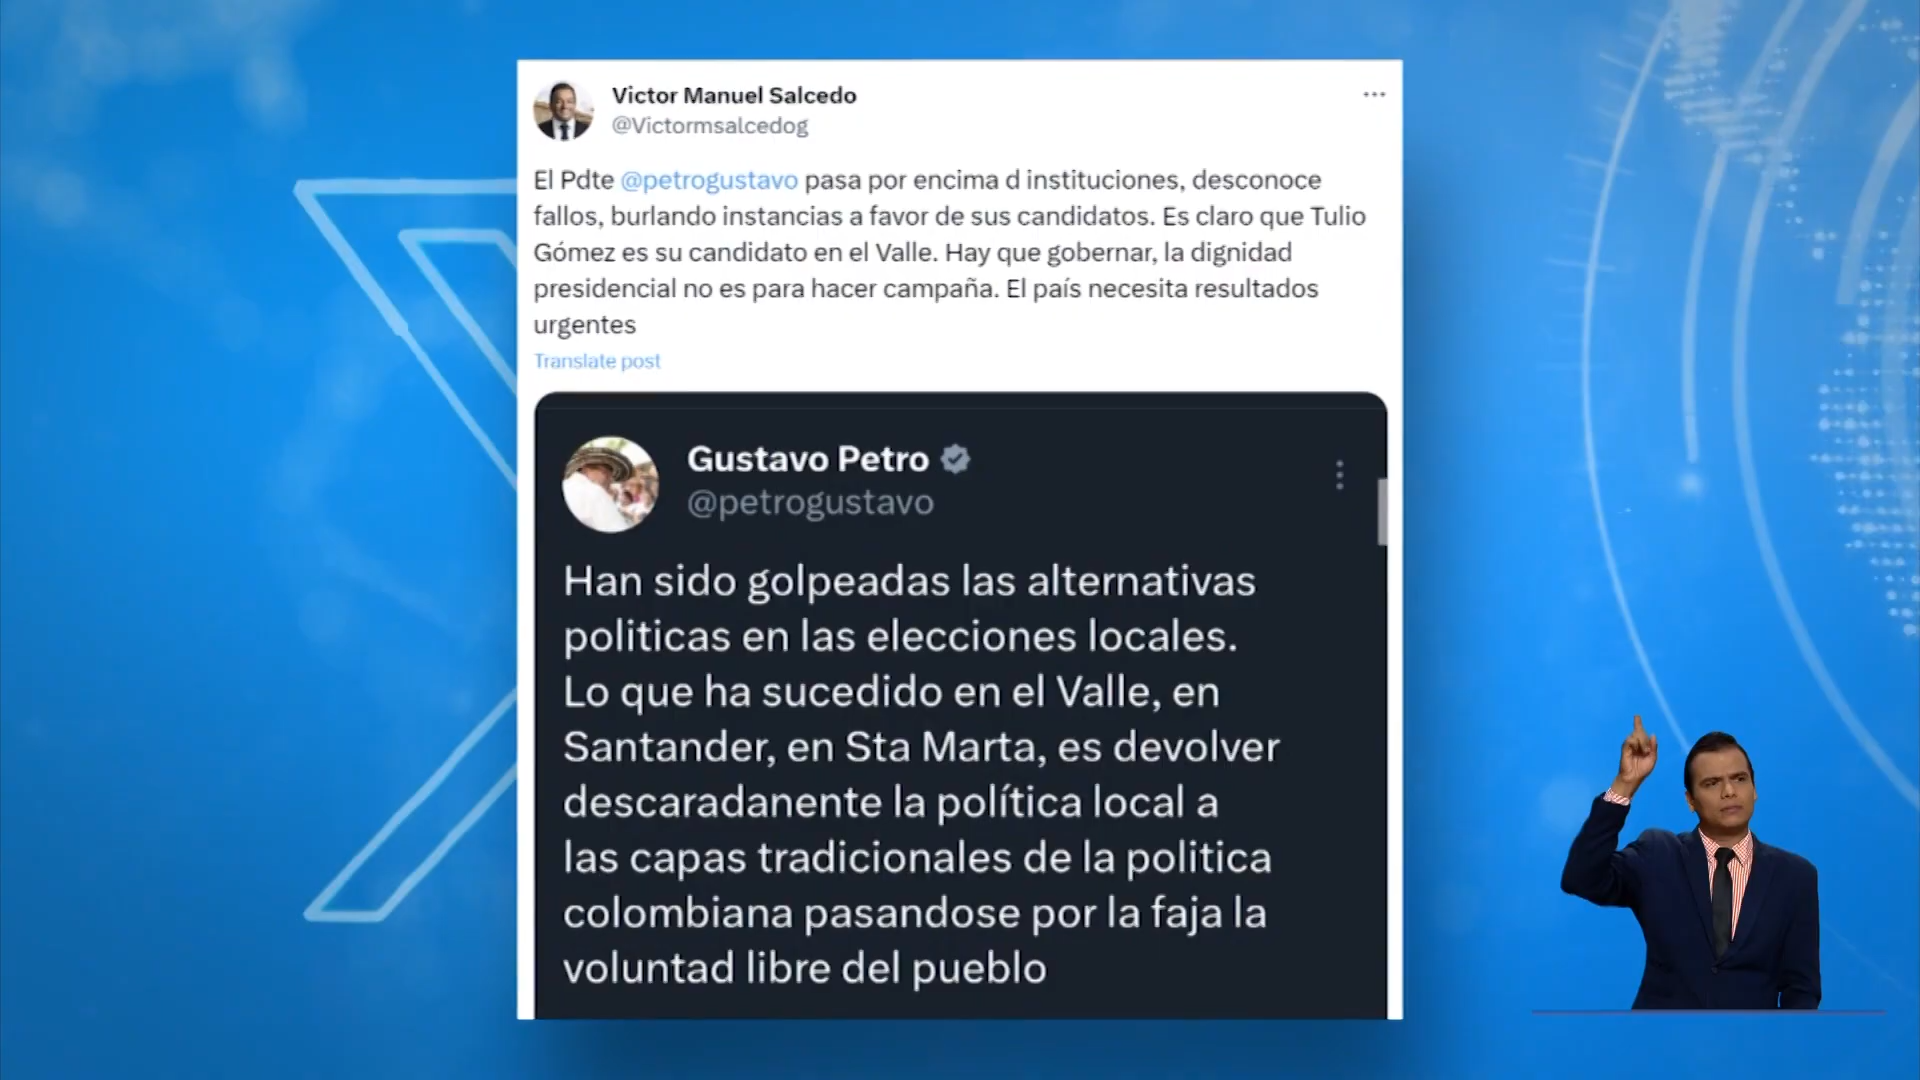 Victor Manuel Salcedo
@Victormsalcedog
El Pdte @petrogustavo pasa por encima d instituciones, desconoce
fallos, burlando instancias a favor de sus candidatos. Es claro que Tulio
Gómez es su candidato en el Valle. Hay que gobernar, la dignidad
presidencial no es para hacer campaña. El país necesita resultados
urgentes
Translate post
Gustavo Petro
@petrogustavo
Han sido golpeadas las alternativas
politicas en las elecciones locales.
Lo que ha sucedido en el Valle, en
Santander, en Sta Marta, es devolver
descaradanente la política local a
las capas tradicionales de la politica
colombiana pasandose por la faja la
voluntad libre del pueblo